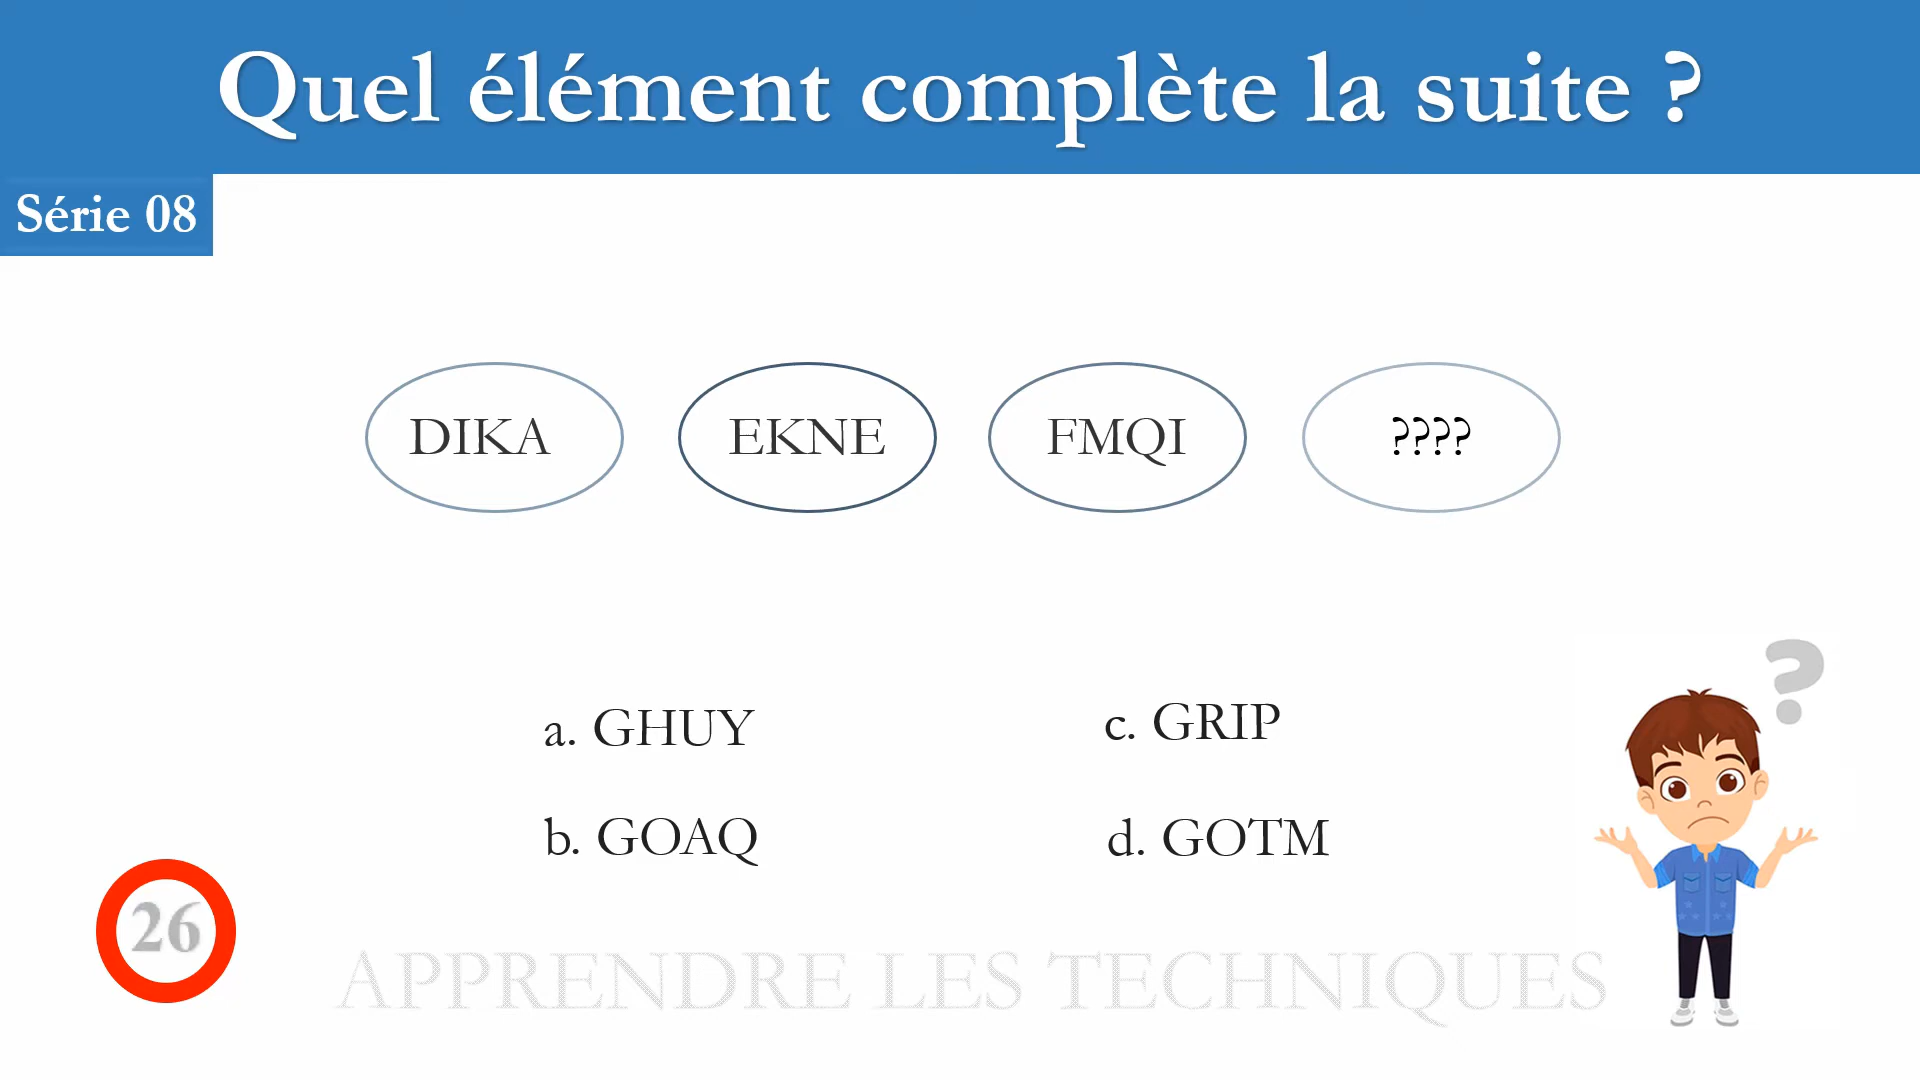 Quel élément complète la suite ?
Série 08
DIKA EKNE FMQI ????
a. GHUY c. GRIP
b. GOAQ d. GOTM
26
APPRENDRE LES TECHNIQUES
?